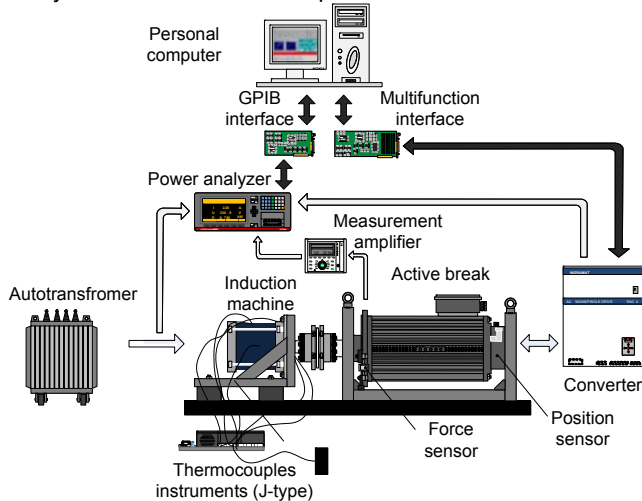 Personal
computer
GPIB
interface
Multifunction
interface
Power analyzer
Measurement
amplifier
Induction
machine
Active break
Autotransfromer
INDRAMAT
Converter
Force
sensor
Position
sensor
Thermocouples
instruments (J-type)